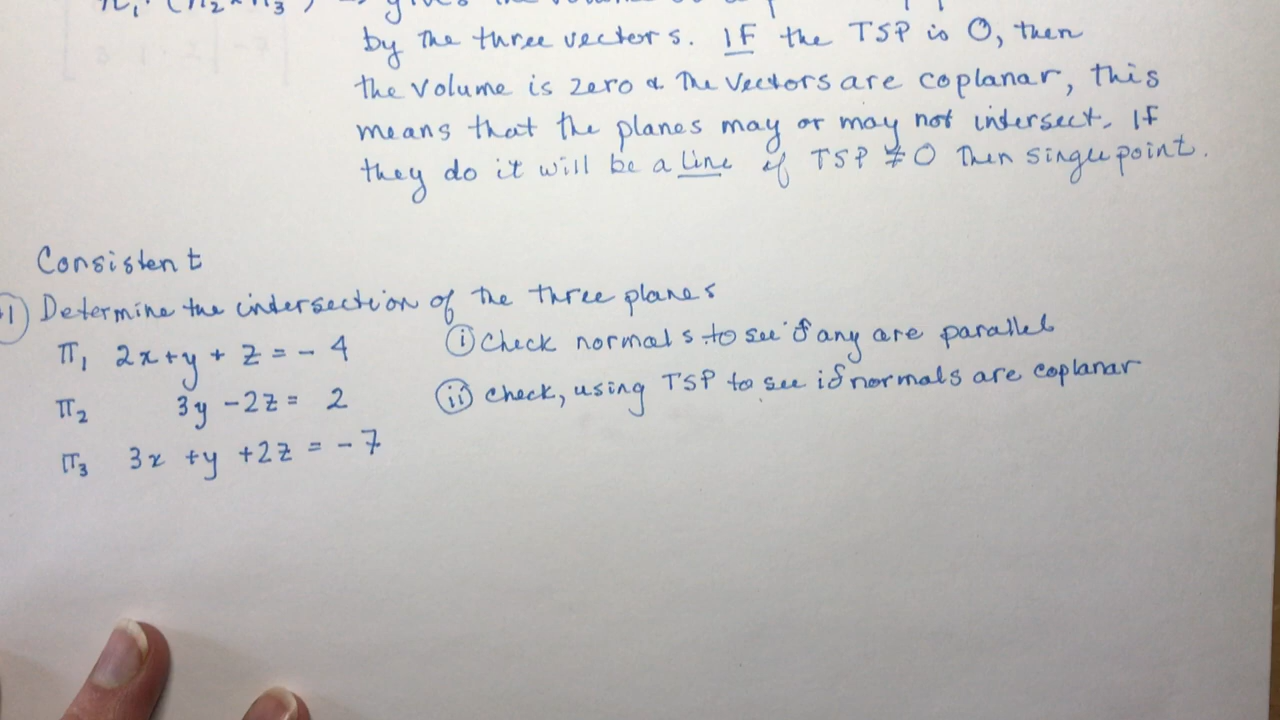 by the three vectors. IF the TSP is 0, then
the volume is zero & the vectors are coplanar, this
means that the planes may or may not intersect. IF
they do it will be a line if TSP ≠ 0 then single point.
Consistent
1) Determine the intersection of the three planes
π1 2x + y + z = - 4
(i) Check normals to see if any are parallel
π2 3y - 2z = 2
(ii) check, using TSP to see if normals are coplanar
π3 3x + y + 2z = - 7